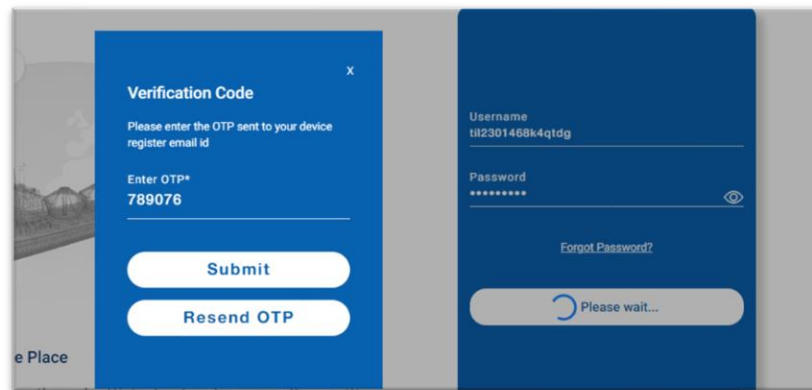 x
Verification Code
Please enter the OTP sent to your device
register email id
Enter OTP*
789076
Submit
Resend OTP
e Place
Username
til2301468k4qtdg
Password
•••••••••
Forgot Password?
Please wait...